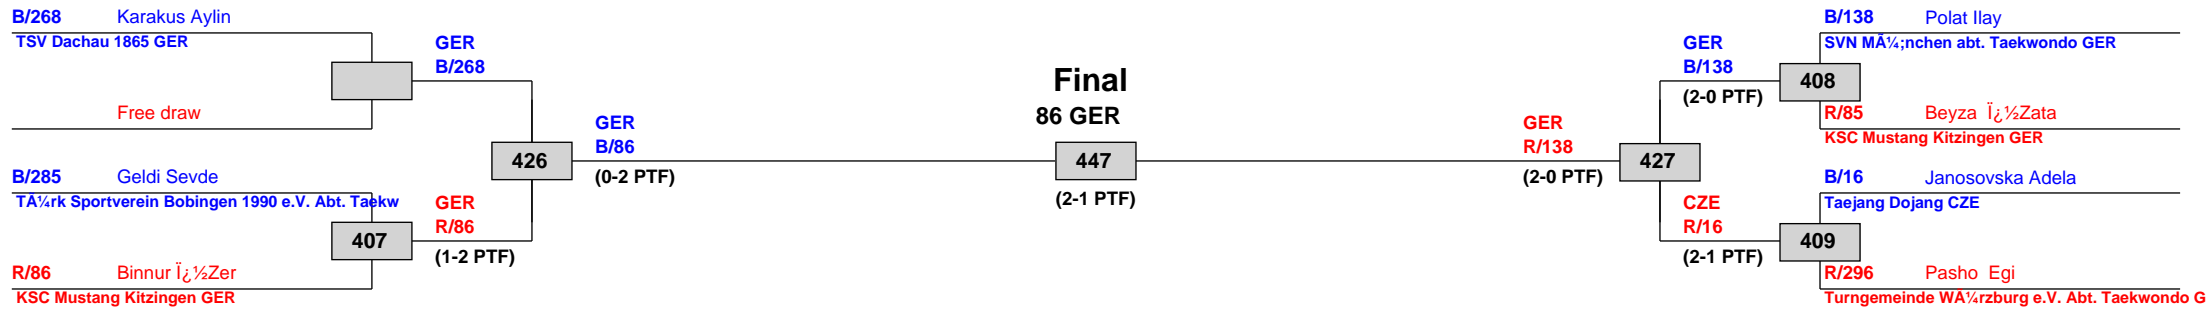 B/268 Karakus Aylin
TSV Dachau 1865 GER
Free draw
GER
B/268
B/285 Geldi Sevde
TÃ¼rk Sportverein Bobingen 1990 e.V. Abt. Taekw
407
R/86 Binnur Ï¿½Zer
KSC Mustang Kitzingen GER
GER
R/86
(1-2 PTF)
426
GER
B/86
(0-2 PTF)
Final
86 GER
447
(2-1 PTF)
GER
R/138
(2-0 PTF)
427
GER
B/138
(2-0 PTF)
CZE
R/16
(2-1 PTF)
B/138 Polat Ilay
SVN MÃ¼;nchen abt. Taekwondo GER
408
R/85 Beyza Ï¿½Zata
KSC Mustang Kitzingen GER
B/16 Janosovska Adela
Taejang Dojang CZE
409
R/296 Pasho Egi
Turngemeinde WÃ¼rzburg e.V. Abt. Taekwondo G